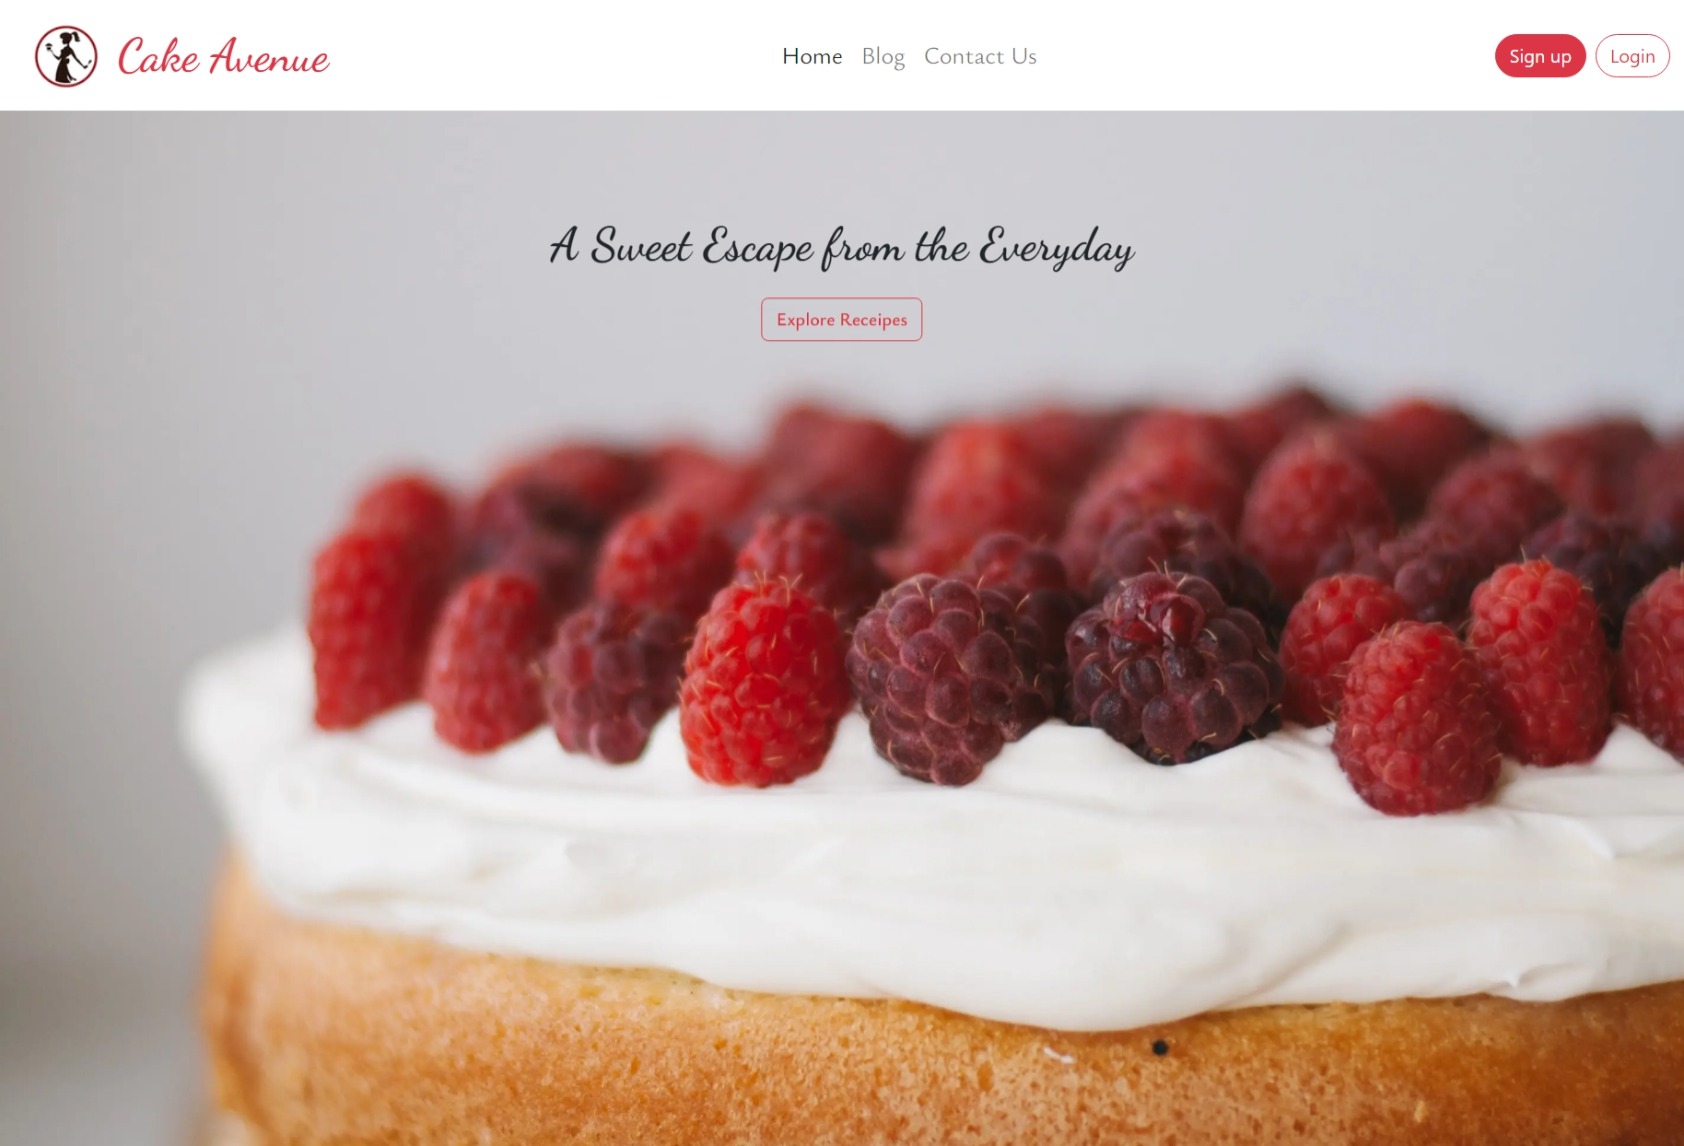 Cake Avenue
Home Blog Contact Us
Sign up Login
A Sweet Escape from the Everyday
Explore Receipes